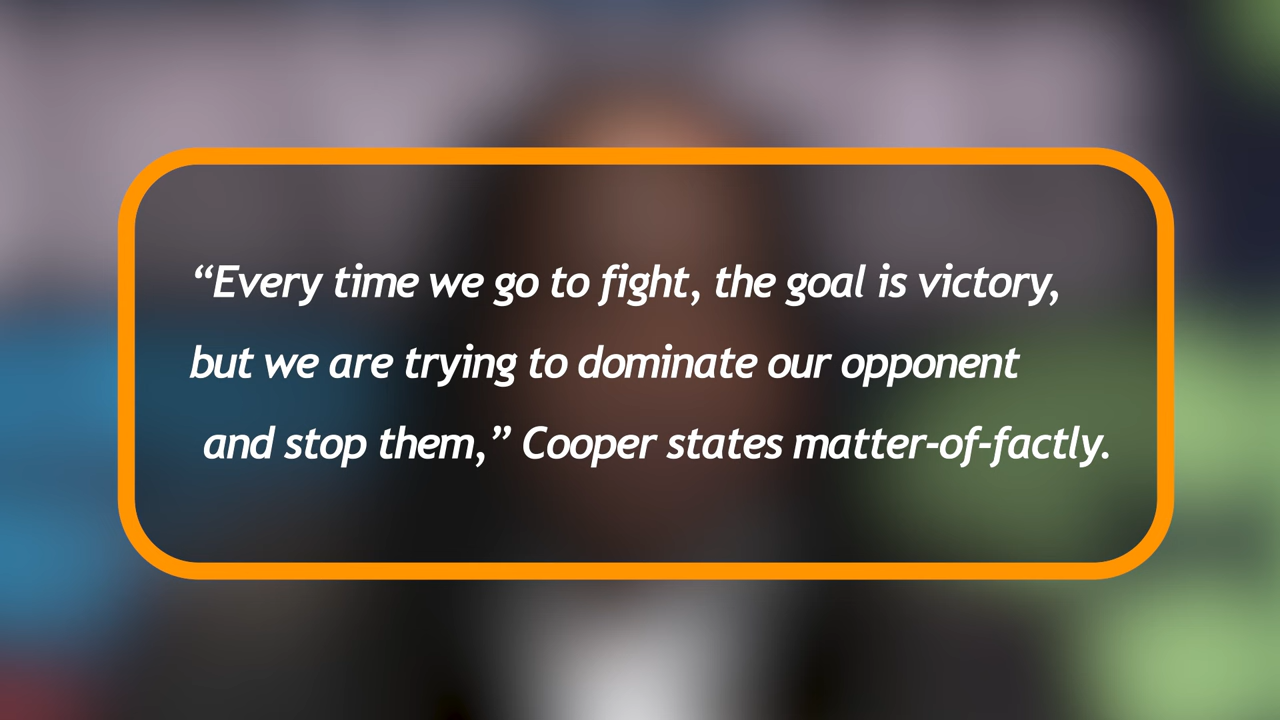 “Every time we go to fight, the goal is victory,
but we are trying to dominate our opponent
and stop them,” Cooper states matter-of-factly.